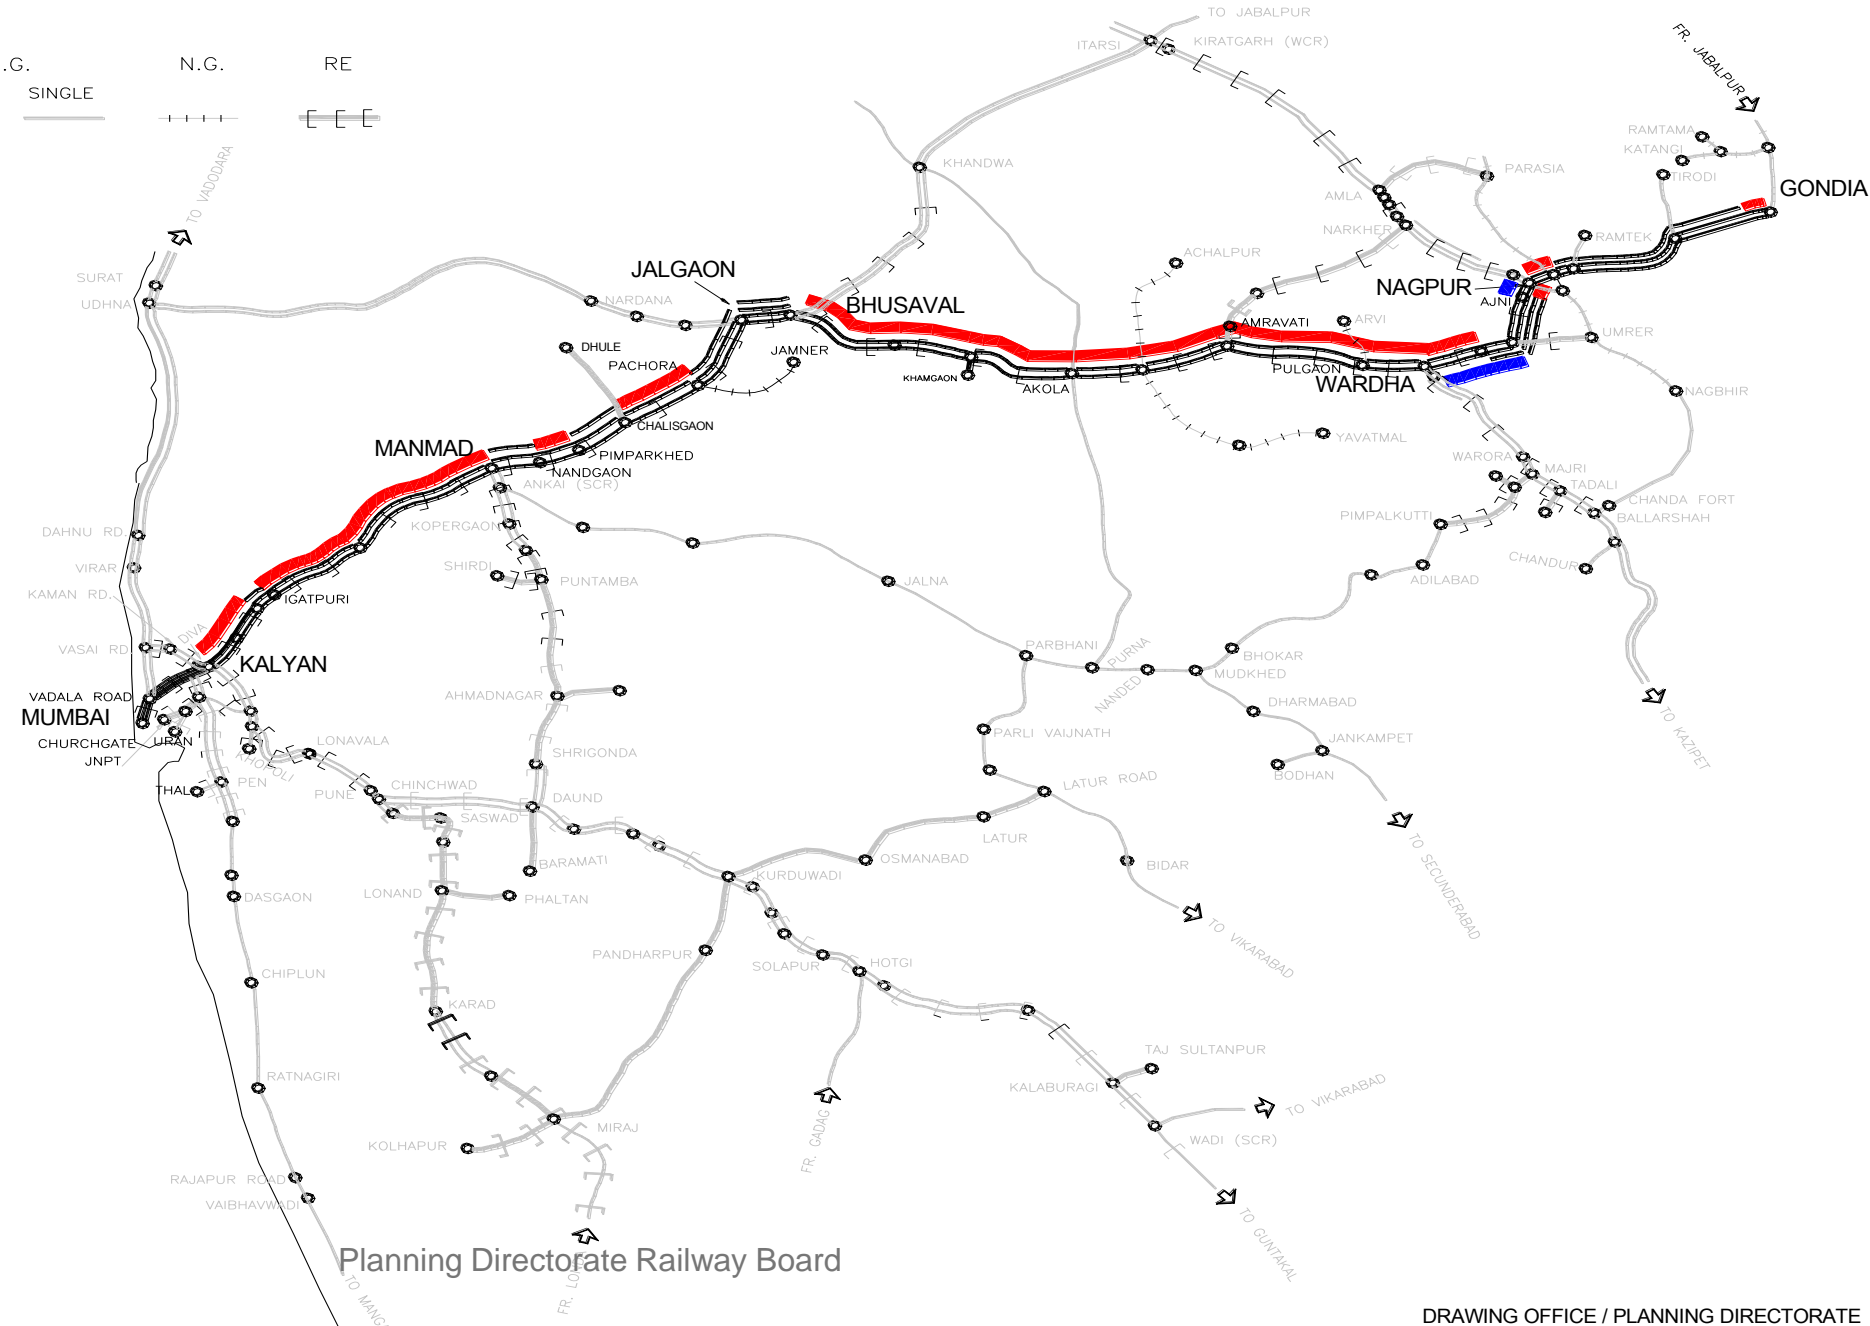 TO JABALPUR
ITARSI
KIRATGARH (WCR)
FR. JABALPUR
.G.
N.G.
RE
SINGLE
RAMTAMA
KATANGI
TIRODI
GONDIA
TO VADODARA
KHANDWA
PARASIA
AMLA
NARKHER
RAMTEK
ACHALPUR
SURAT
UDHNA
JALGAON
NARDANA
BHUSAVAL
NAGPUR
AJNI
AMRAVATI
ARVI
UMRER
DHULE
PACHORA
JAMNER
KHAMGAON
AKOLA
PULGAON
WARDHA
NAGBHIR
CHALISGAON
MANMAD
PIMPARKHED
NANDGAON
YAVATMAL
ANKAI (SCR)
WARORA
MAJRI
TADALI
CHANDA FORT
BALLARSHAH
DAHNU RD.
KOPERGAON
PIMPALKUTTI
VIRAR
SHIRDI
PUNTAMBA
JALNA
ADILABAD
CHANDUR
KAMAN RD.
IGATPURI
DIVA
VASAI RD.
KALYAN
PARBHANI
PURNA
BHOKAR
MUDKHED
NANDED
VADALA ROAD
MUMBAI
AHMADNAGAR
DHARMABAD
TO KAZIPET
CHURCHGATE
URAN
JNPT
KHOPOLI
LONAVALA
SHRIGONDA
PARLI VAIJNATH
JANKAMPET
BODHAN
THAL
PEN
PUNE
CHINCHWAD
DAUND
LATUR ROAD
SASWAD
LATUR
TO SECUNDERABAD
BARAMATI
OSMANABAD
BIDAR
DASGAON
LONAND
PHALTAN
KURDUWADI
TO VIKARABAD
PANDHARPUR
SOLAPUR
HOTGI
CHIPLUN
KARAD
TAJ SULTANPUR
RATNAGIRI
KALABURAGI
TO VIKARABAD
FR. GADAG
MIRAJ
KOLHAPUR
WADI (SCR)
RAJAPUR ROAD
VAIBHAVWADI
TO GUNTAKAL
Planning Directorate Railway Board
DRAWING OFFICE / PLANNING DIRECTORATE